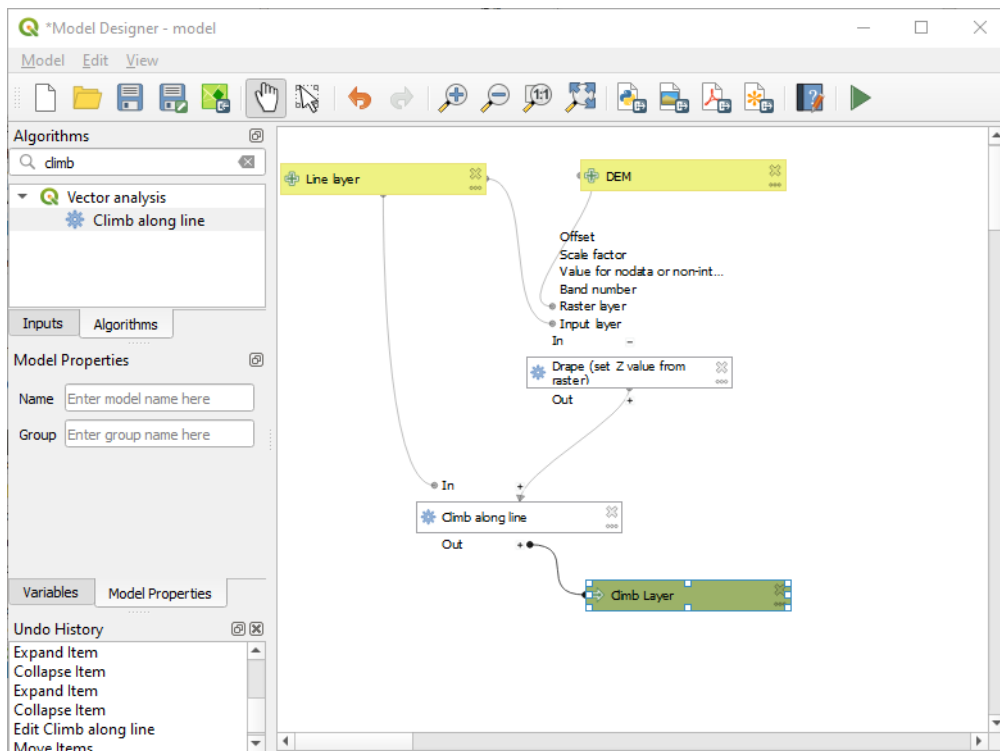 *Model Designer - model
Model Edit View
Algorithms
climb
Vector analysis
Climb along line
Inputs Algorithms
Model Properties
Name Enter model name here
Group Enter group name here
Variables Model Properties
Undo History
Expand Item
Collapse Item
Expand Item
Collapse Item
Edit Climb along line
Move Items
Line layer
DEM
Offset
Scale factor
Value for nodata or non-int...
Band number
Raster layer
Input layer
In -
Drape (set Z value from
raster)
Out +
In +
Climb along line
Out +
Climb Layer